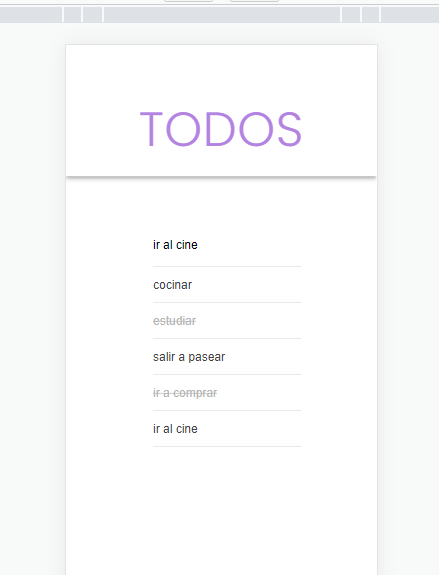 TODOS
ir al cine
cocinar
estudiar
salir a pasear
ir a comprar
ir al cine